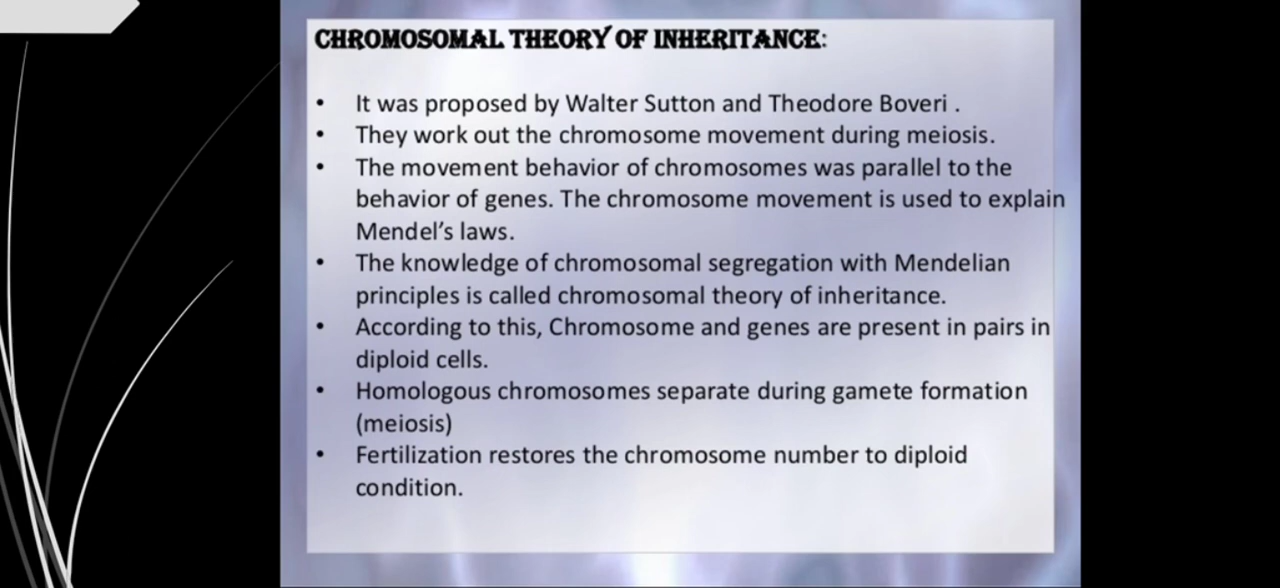 CHROMOSOMAL THEORY OF INHERITANCE:
• It was proposed by Walter Sutton and Theodore Boveri .
• They work out the chromosome movement during meiosis.
• The movement behavior of chromosomes was parallel to the
behavior of genes. The chromosome movement is used to explain
Mendel's laws.
• The knowledge of chromosomal segregation with Mendelian
principles is called chromosomal theory of inheritance.
• According to this, Chromosome and genes are present in pairs in
diploid cells.
• Homologous chromosomes separate during gamete formation
(meiosis)
• Fertilization restores the chromosome number to diploid
condition.